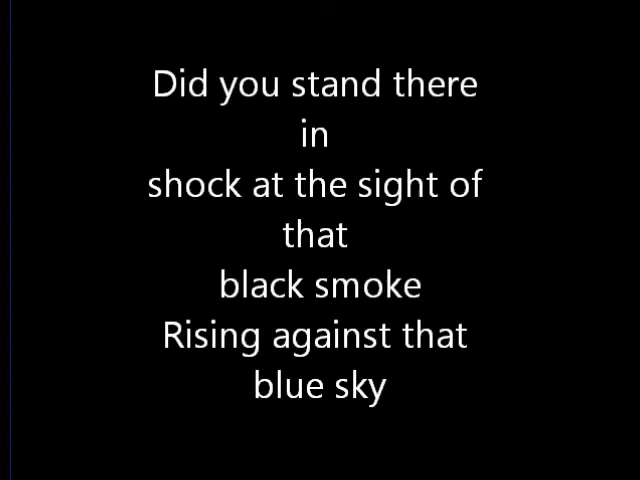 Did you stand there
in
shock at the sight of
that
black smoke
Rising against that
blue sky